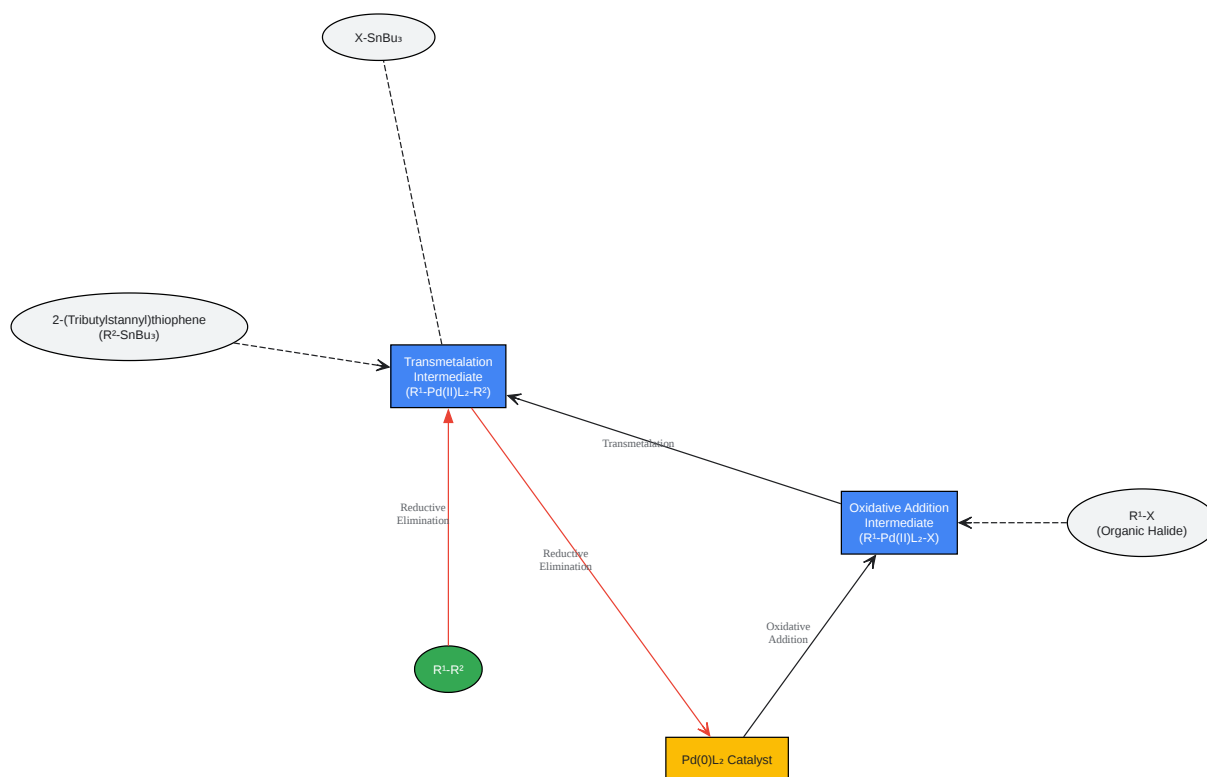 X-SnBu₃
2-(Tributylstannyl)thiophene
(R²-SnBu₃)
Transmetalation
Intermediate
(R¹-Pd(II)L₂-R²)
Transmetalation
Oxidative Addition
Intermediate
(R¹-Pd(II)L₂-X)
R¹-X
(Organic Halide)
Reductive
Elimination
Reductive
Elimination
Oxidative
Addition
R¹-R²
Pd(0)L₂ Catalyst